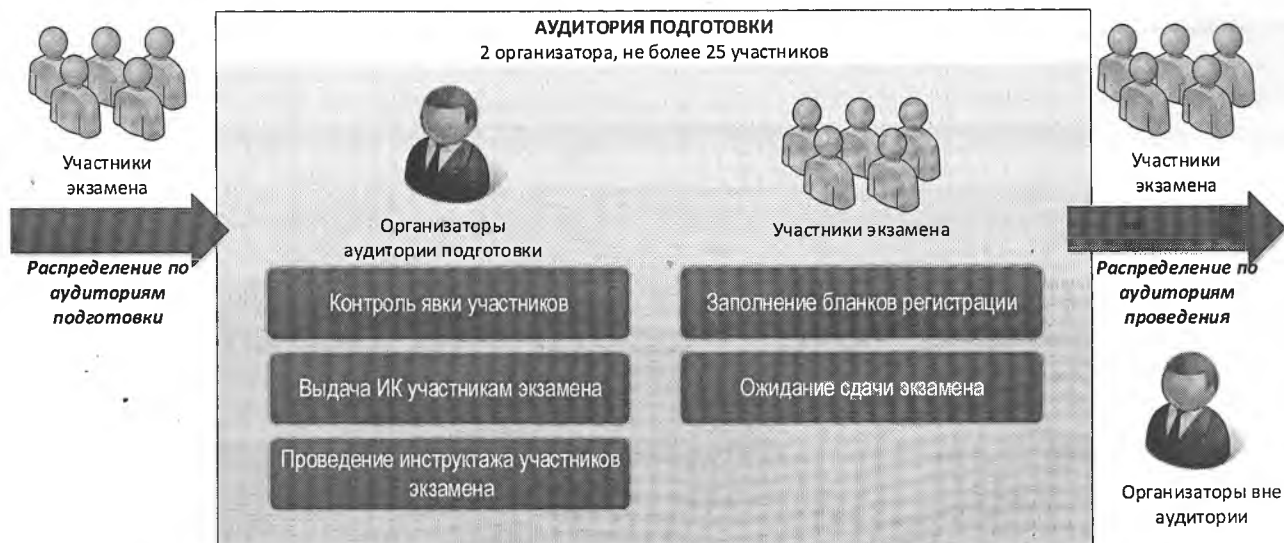 АУДИТОРИЯ ПОДГОТОВКИ
2 организатора, не более 25 участников
Участники
экзамена
Распределение по
аудиториям
подготовки
Организаторы
аудитории подготовки
Контроль явки участников
Выдача ИК участникам экзамена
Проведение инструктажа участников
экзамена
Участники экзамена
Заполнение бланков регистрации
Ожидание сдачи экзамена
Участники
экзамена
Распределение по
аудиториям
проведения
Организаторы вне
аудитории